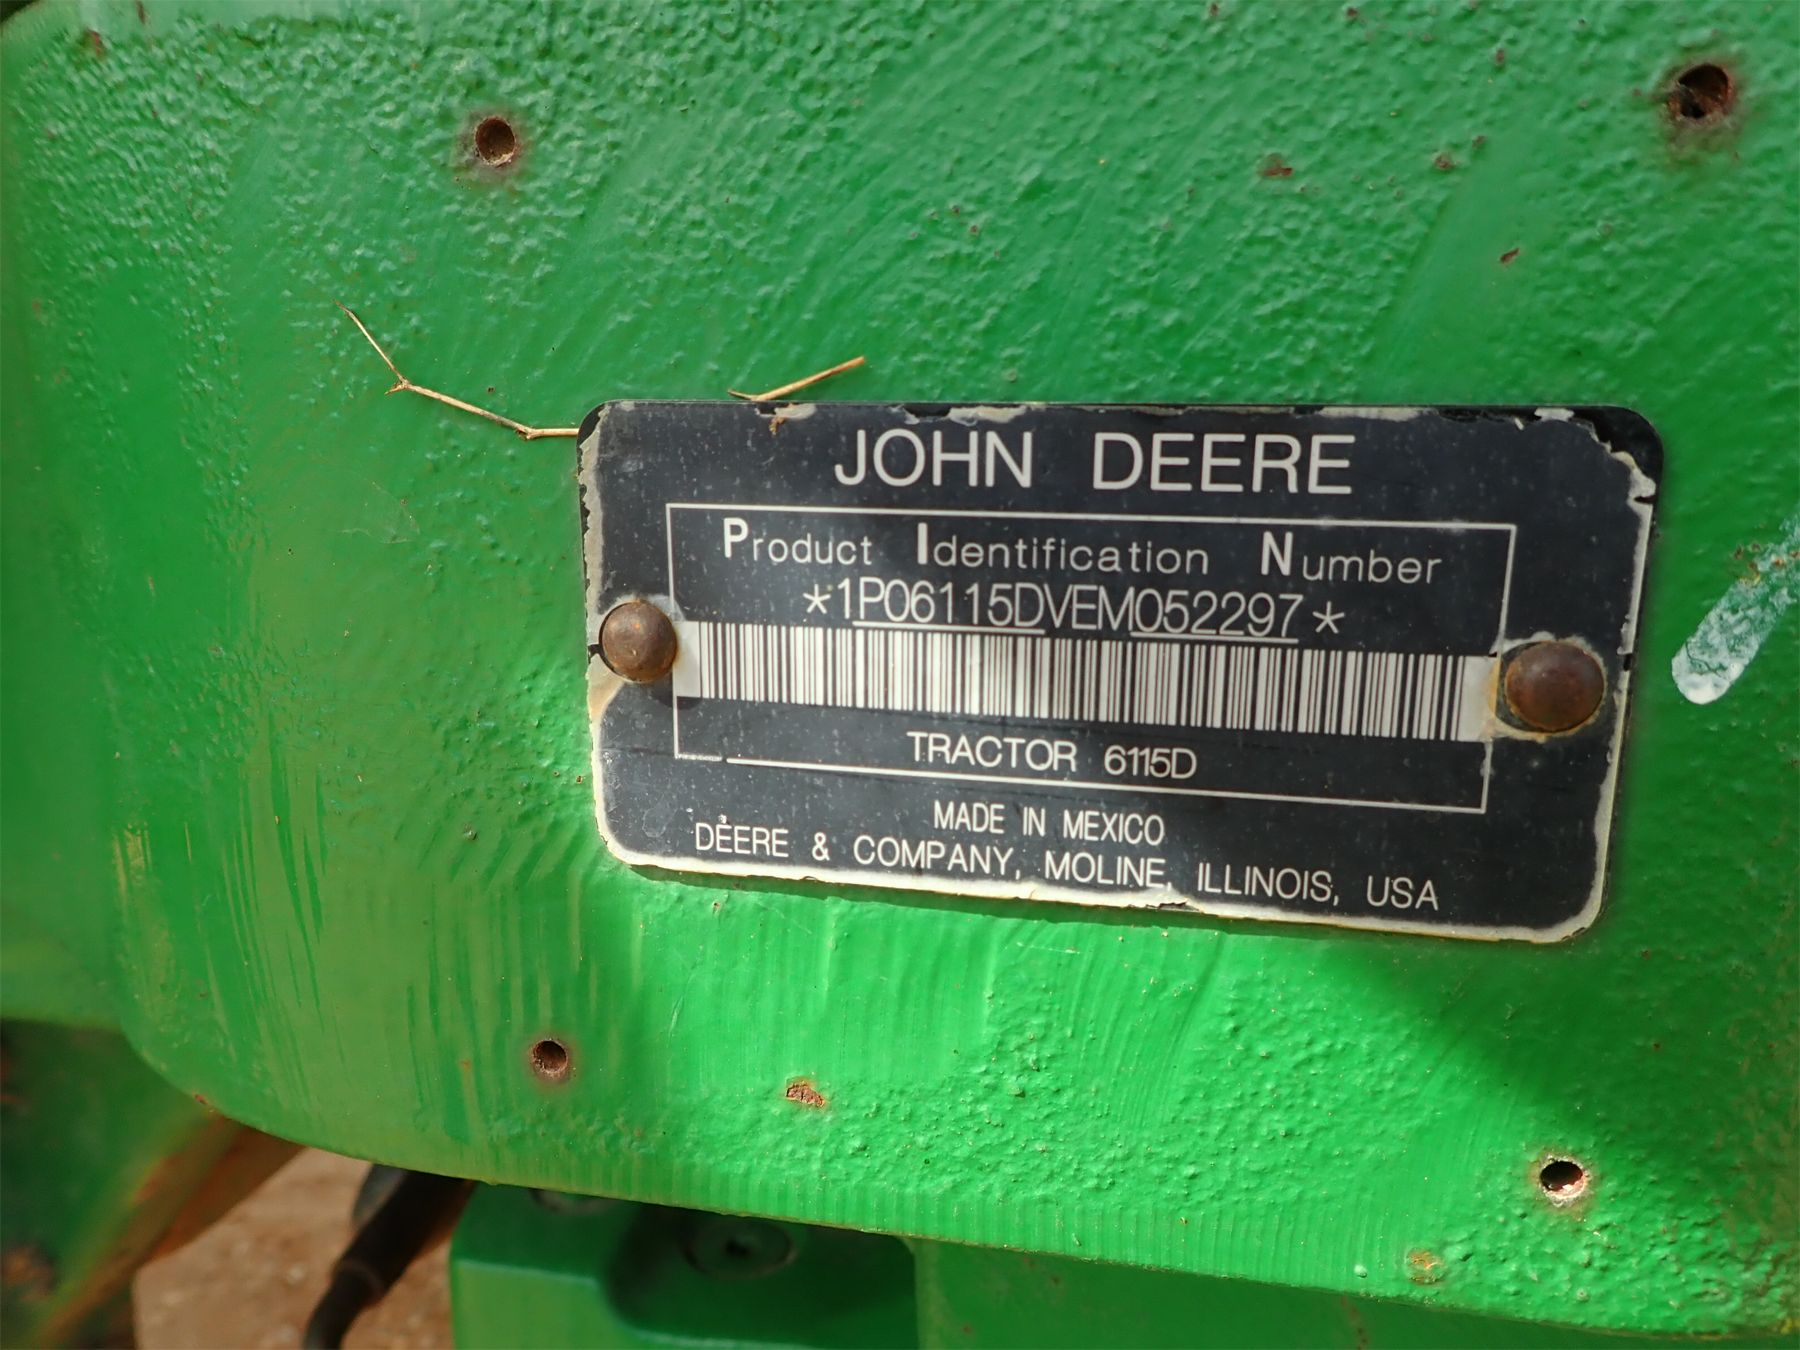 JOHN DEERE
Product Identification Number
*1P06115DVEM052297*
TRACTOR 6115D
MADE IN MEXICO
DEERE & COMPANY, MOLINE, ILLINOIS, USA